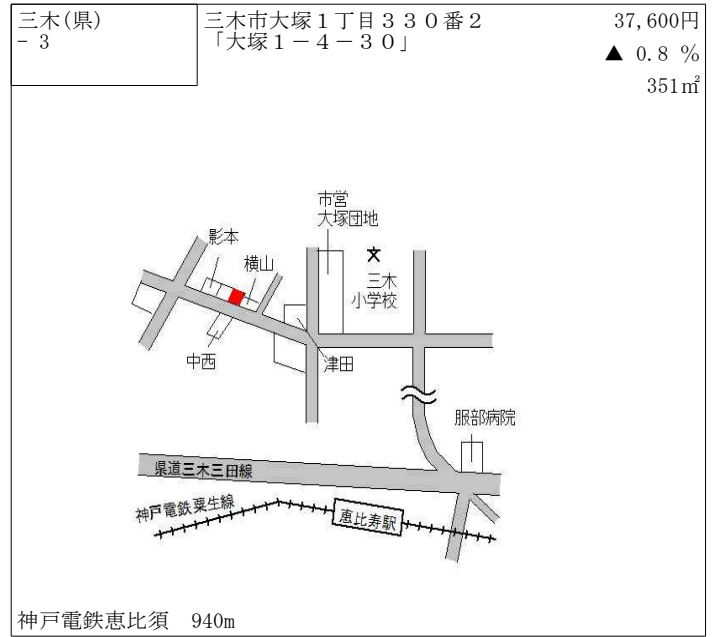 三木(県)
- 3
三木市大塚１丁目３３０番２
「大塚１－４－３０」
37,600円
▲ 0.8 %
351㎡
市営
大塚団地
影本
横山
文
三木
小学校
中西
津田
服部病院
県道三木三田線
神戸電鉄粟生線
恵比寿駅
神戸電鉄恵比須 940m